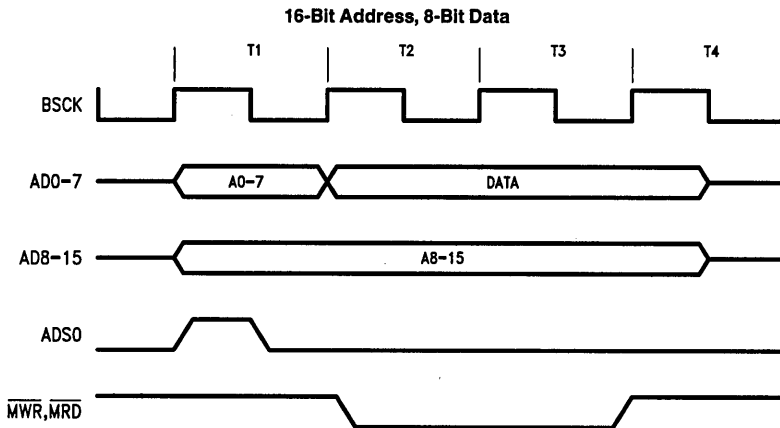 16-Bit Address, 8-Bit Data
T1 T2 T3 T4
BSCK
AD0-7 A0-7 DATA
AD8-15 A8-15
ADS0
MWR,MRD